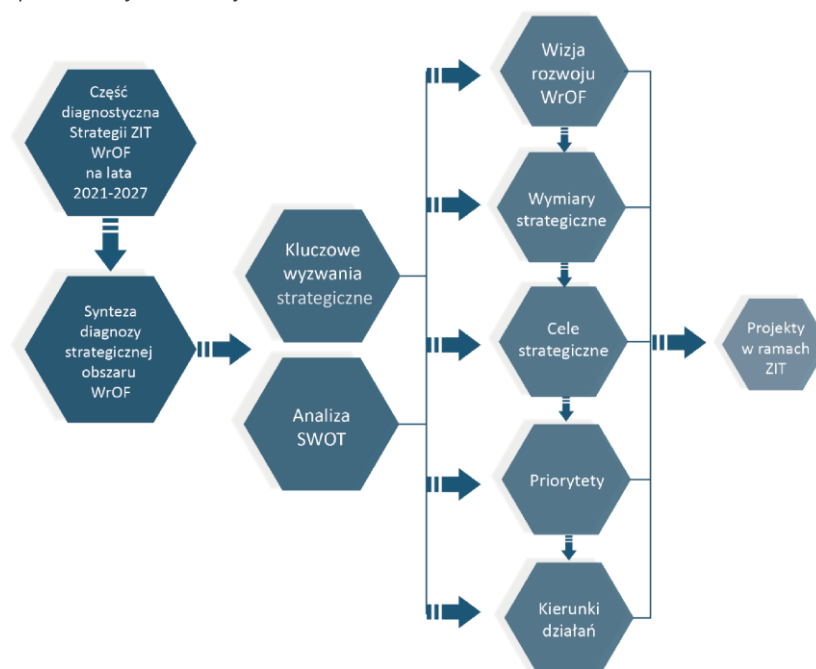 Część
diagnostyczna
Strategii ZIT
WrOF
na lata
2021-2027
Synteza
diagnozy
strategicznej
obszaru
WrOF
Kluczowe
wyzwania
strategiczne
Analiza
SWOT
Wizja
rozwoju
WrOF
Wymiary
strategiczne
Cele
strategiczne
Priorytety
Kierunki
działań
Projekty
w ramach
ZIT